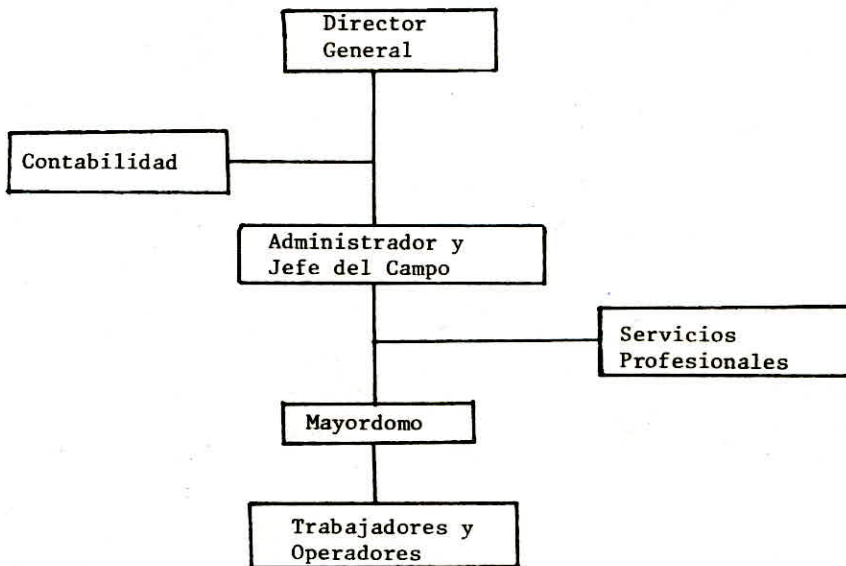 Director
General
Contabilidad
Administrador y
Jefe del Campo
Servicios
Profesionales
Mayordomo
Trabajadores y
Operadores